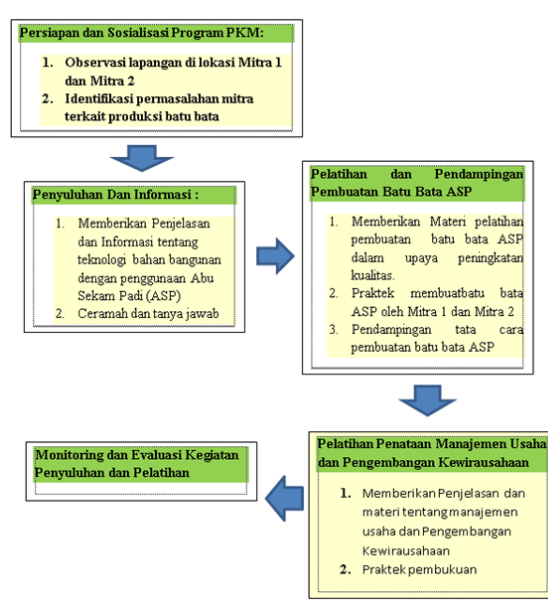 Persiapan dan Sosialisasi Program PKM:
1. Observasi lapangan di lokasi Mitra 1
dan Mitra 2
2. Identifikasi permasalahan mitra
terkait produksi batu bata
Penyuluhan Dan Informasi :
1. Memberikan Penjelasan
dan Informasi tentang
teknologi bahan bangunan
dengan penggunaan Abu
Sekam Padi (ASP)
2. Ceramah dan tanya jawab
Pelatihan dan Pendampingan
Pembuatan Batu Bata ASP
1. Memberikan Materi pelatihan
pembuatan batu bata ASP
dalam upaya peningkatan
kualitas.
2. Praktek membuatbatu bata
ASP oleh Mitra 1 dan Mitra 2
3. Pendampingan tata cara
pembuatan batu bata ASP
Pelatihan Penataan Manajemen Usaha
dan Pengembangan Kewirausahaan
1. Memberikan Penjelasan dan
materi tentang manajemen
usaha dan Pengembangan
Kewirausahaan
2. Praktek pembukuan
Monitoring dan Evaluasi Kegiatan
Penyuluhan dan Pelatihan